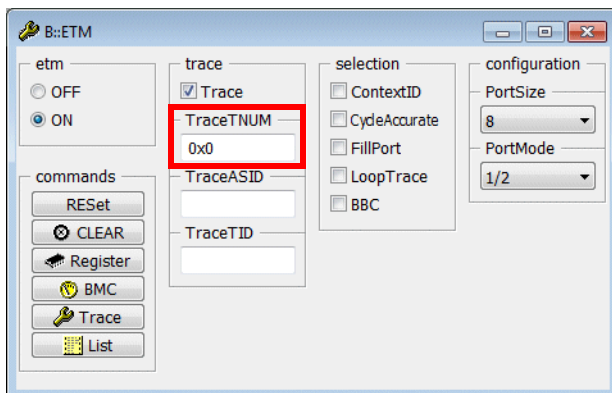 B::ETM
etm
OFF
ON
commands
RESet
CLEAR
Register
BMC
Trace
List
trace
Trace
TraceTNUM
0x0
TraceASID
TraceTID
selection
ContextID
CycleAccurate
FillPort
LoopTrace
BBC
configuration
PortSize
8
PortMode
1/2